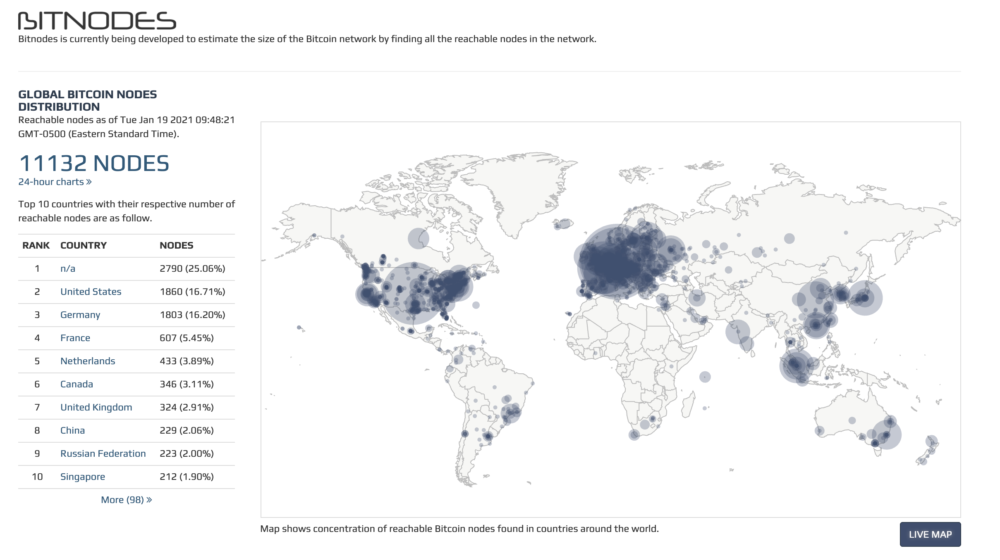 BITNODES
Bitnodes is currently being developed to estimate the size of the Bitcoin network by finding all the reachable nodes in the network.
GLOBAL BITCOIN NODES
DISTRIBUTION
Reachable nodes as of Tue Jan 19 2021 09:48:21
GMT-0500 (Eastern Standard Time).
11132 NODES
24-hour charts »
Top 10 countries with their respective number of
reachable nodes are as follow.
RANK COUNTRY NODES
1 n/a 2790 (25.06%)
2 United States 1860 (16.71%)
3 Germany 1803 (16.20%)
4 France 607 (5.45%)
5 Netherlands 433 (3.89%)
6 Canada 346 (3.11%)
7 United Kingdom 324 (2.91%)
8 China 229 (2.06%)
9 Russian Federation 223 (2.00%)
10 Singapore 212 (1.90%)
More (98) »
Map shows concentration of reachable Bitcoin nodes found in countries around the world.
LIVE MAP